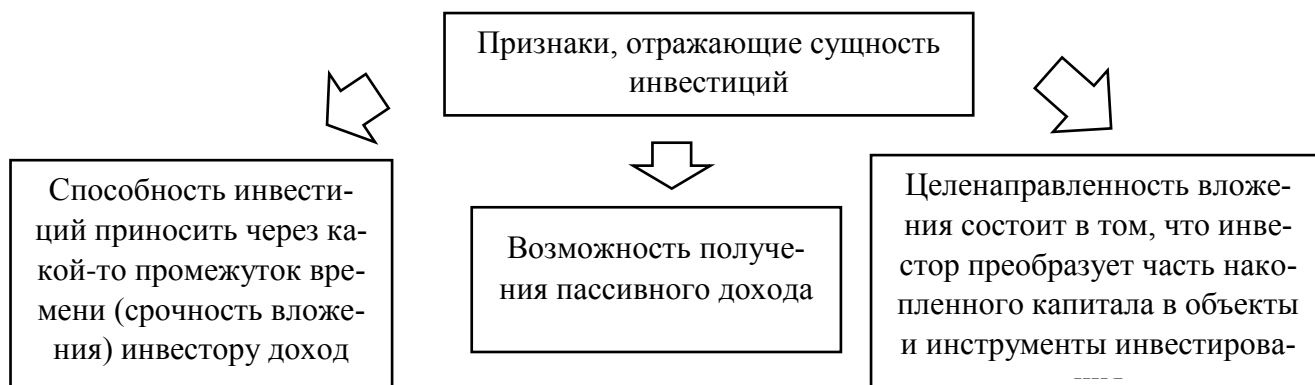 Признаки, отражающие сущность
инвестиций
Способность инвести-
ций приносить через ка-
кой-то промежуток вре-
мени (срочность вложе-
ния) инвестору доход
Возможность получе-
ния пассивного дохода
Целенаправленность вложе-
ния состоит в том, что инве-
стор преобразует часть нако-
пленного капитала в объекты
и инструменты инвестирова-